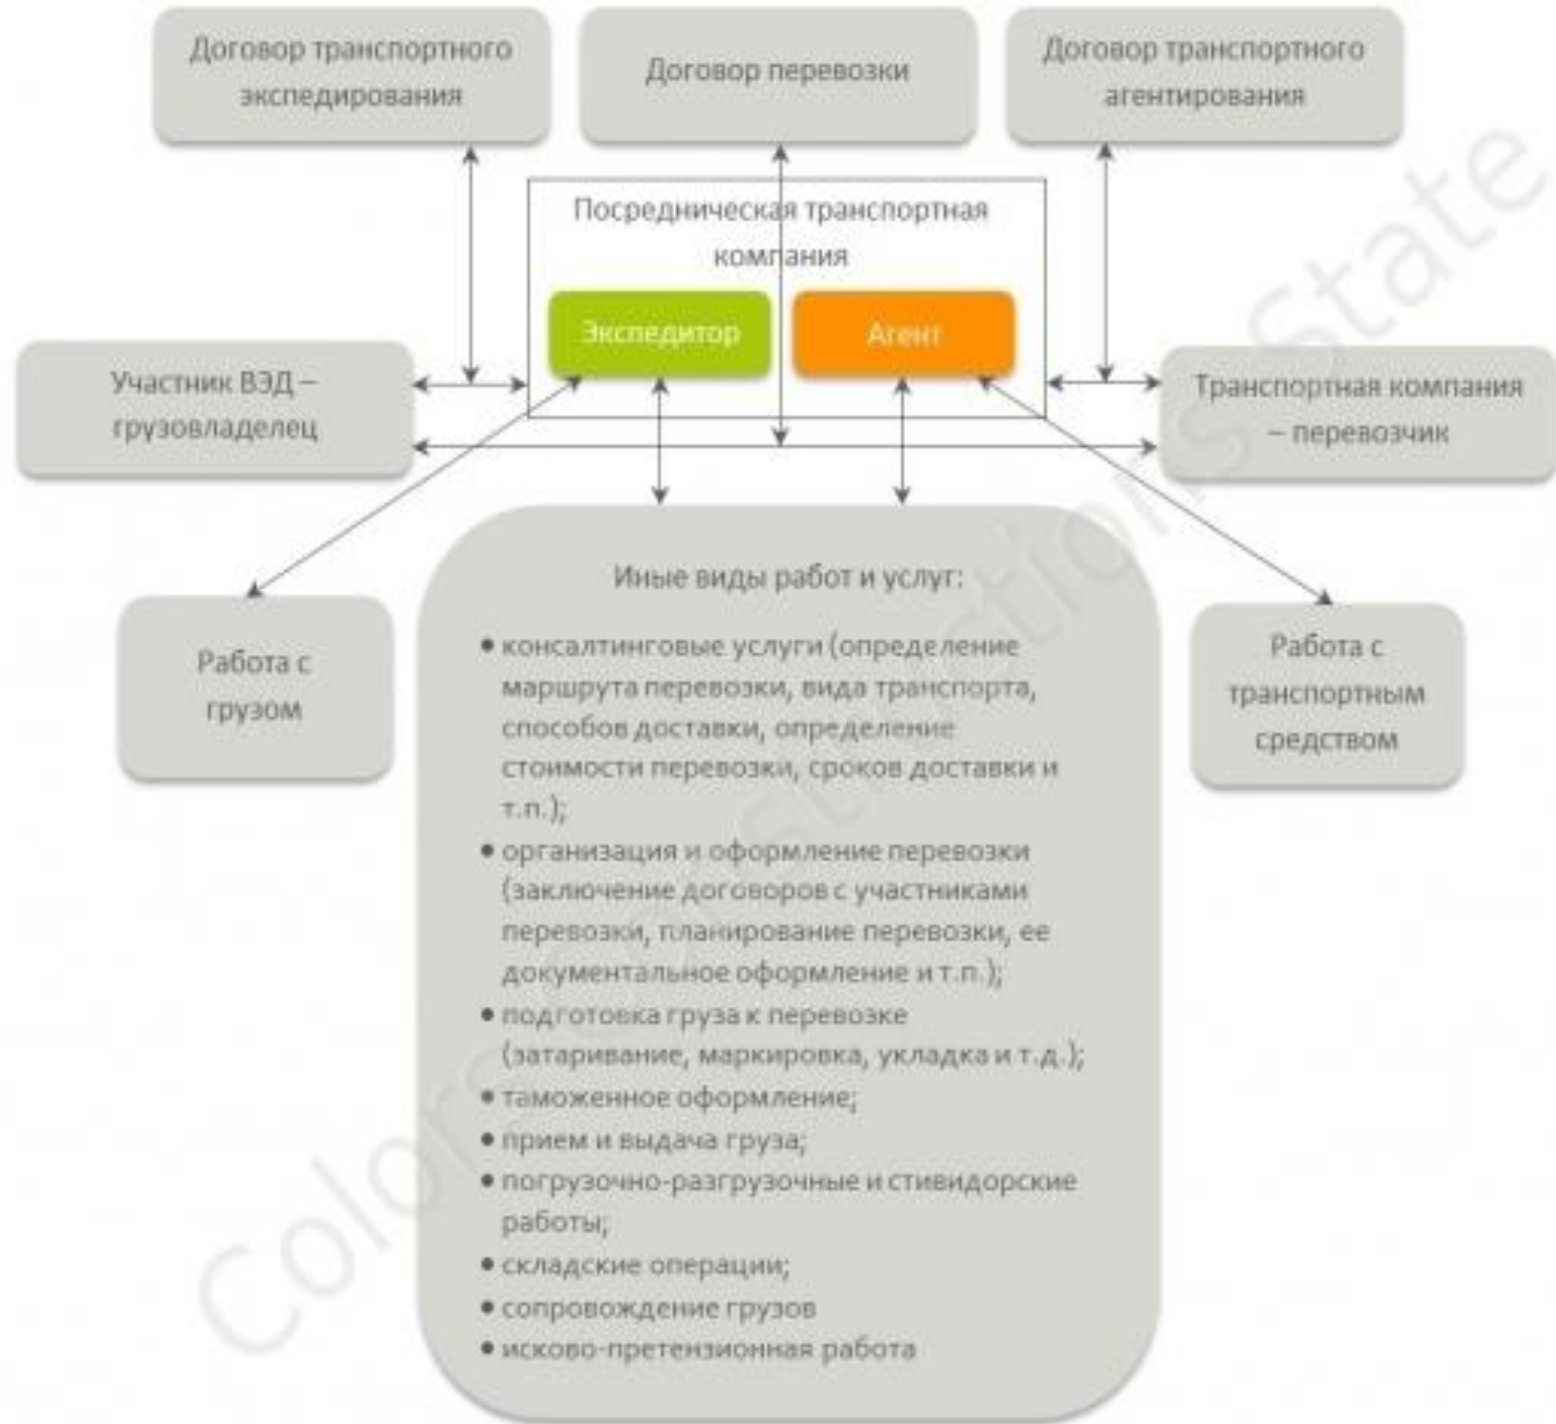 Договор транспортного
экспедирования
Договор перевозки
Договор транспортного
агентирования
Посредническая транспортная
компания
Экспедитор
Агент
Участник ВЭД –
грузовладелец
Транспортная компания
– перевозчик
Работа с
грузом
Иные виды работ и услуг:
• консалтинговые услуги (определение
маршрута перевозки, вида транспорта,
способов доставки, определение
стоимости перевозки, сроков доставки и
т.п.);
• организация и оформление перевозки
(заключение договоров с участниками
перевозки, планирование перевозки, ее
документальное оформление и т.п.);
• подготовка груза к перевозке
(затаривание, маркировка, укладка и т.д.);
• таможенное оформление;
• прием и выдача груза;
• погрузочно-разгрузочные и стивидорские
работы;
• складские операции;
• сопровождение грузов
• исково-претензионная работа
Работа с
транспортным
средством
State